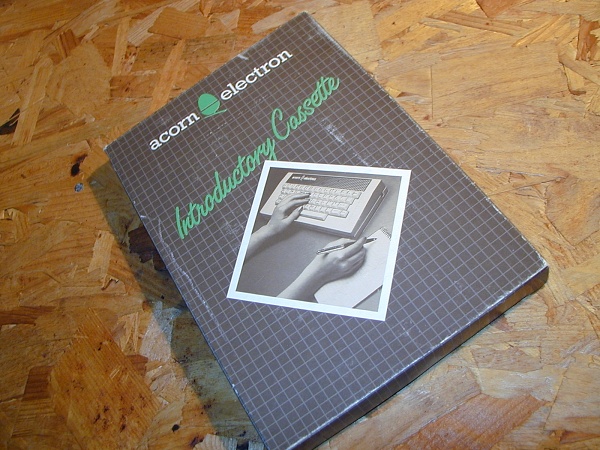 acorn electron
Introductory Cassette